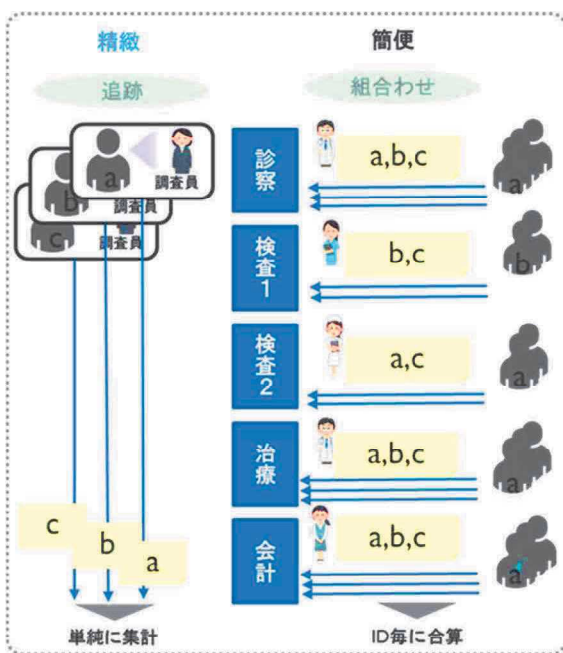 精緻
簡便
追跡
組合わせ
a
調査員
b
調査員
c
調査員
診察
a,b,c
a
検査1
b,c
b
検査2
a,c
a
治療
a,b,c
a
会計
a,b,c
a
c
b
a
単純に集計
ID毎に合算